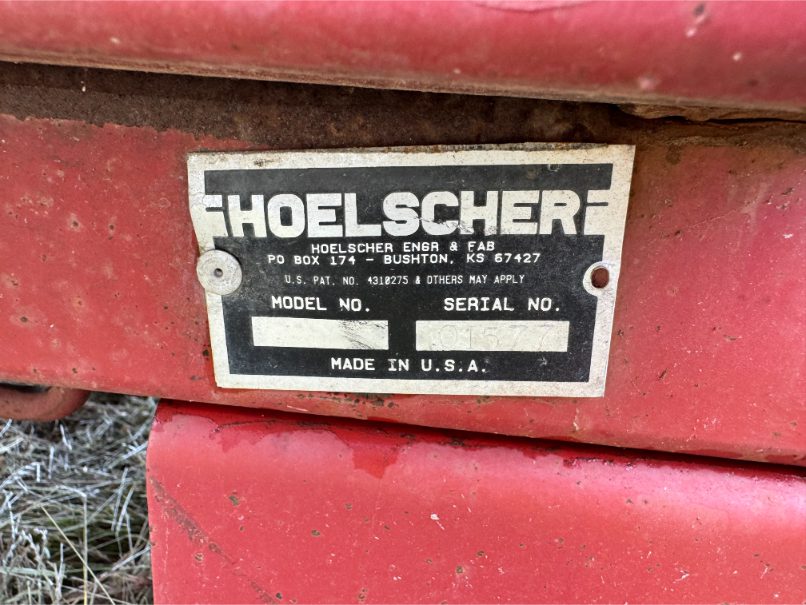 HOELSCHER
HOELSCHER ENGR & FAB
PO BOX 174 – BUSHTON, KS 67427
U.S. PAT. NO. 4310275 & OTHERS MAY APPLY
MODEL NO. SERIAL NO.
01577
MADE IN U.S.A.